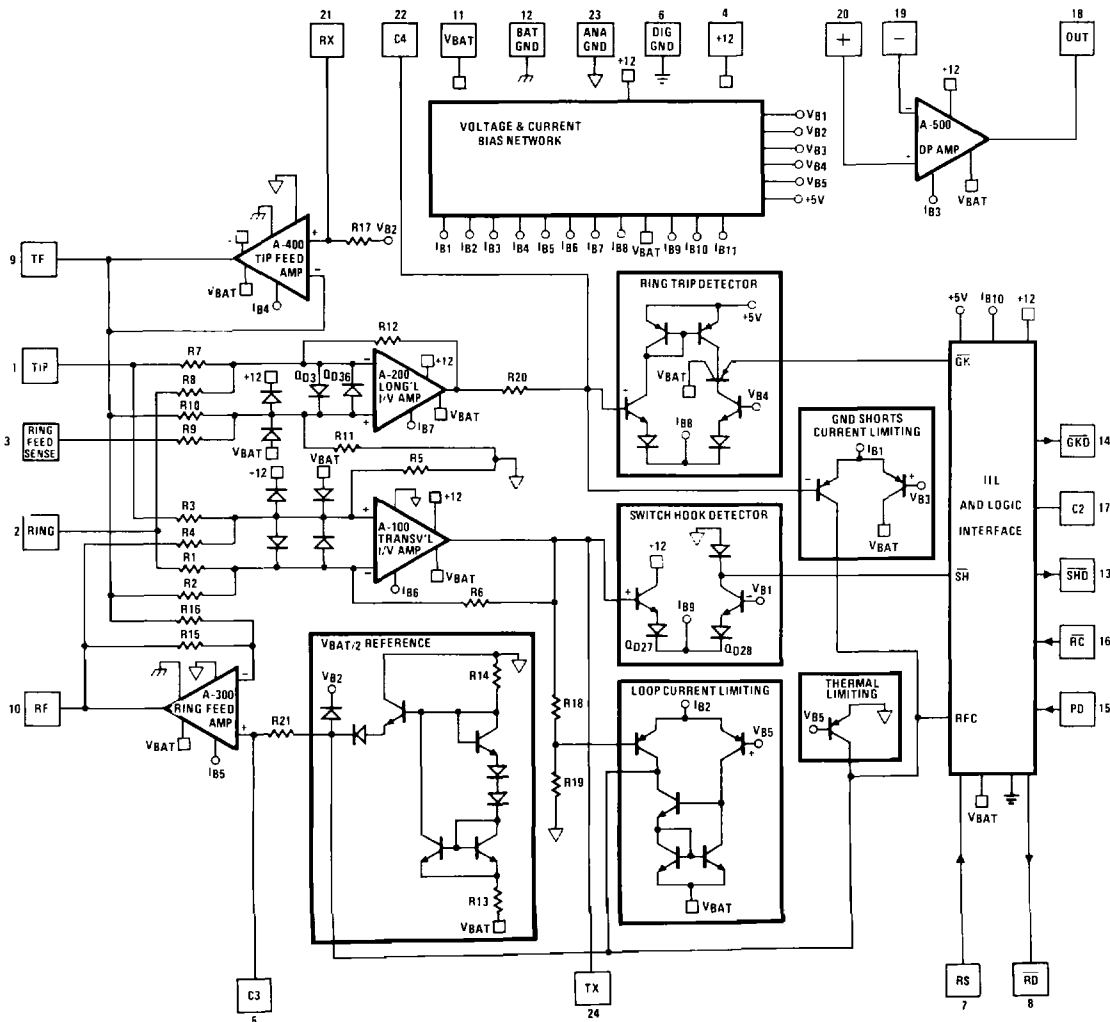 21 22 11 12 23 6 4 20 19 18
RX C4 VBAT BAT GND ANA GND DIG GND +12 + − OUT
+12
VOLTAGE & CURRENT
BIAS NETWORK
VB1
VB2
VB3
VB4
VB5
+5V
IB1 IB2 IB3 IB4 IB5 IB6 IB7 IB8 VBAT IB9 IB10 IB11
+12
−
A-500
OP AMP
+
IB3
VBAT
A-400
TIP FEED
AMP
+
−
R17 VB2
VBAT
IB4
9 TF
1 TIP
3 RING
FEED
SENSE
2 RING
10 RF
R7
R8
R10
R9
+12
VBAT
QD3 QD36
R12
−
A-200
LONG'L
I/V AMP
+
+12
VBAT
IB7
R20
R11
R5
VBAT
R3
R4
R1
R2
R16
R15
+
A-100
TRANSV'L
I/V AMP
−
+12
VBAT
IB6
R6
−
A-300
RING FEED
AMP
+
VBAT
IB5
R21
VBAT/2 REFERENCE
VB2
R14
R13
VBAT
R18
R19
RING TRIP DETECTOR
+5V
VBAT
VB4
IB8
SWITCH HOOK DETECTOR
+12
+
IB9
VB1
−
QD27 QD28
LOOP CURRENT LIMITING
IB2
VB5
+
VBAT
GND SHORTS
CURRENT LIMITING
IB1
−
+
VB3
VBAT
THERMAL
LIMITING
VB5
+5V IB10 +12
GK
IIL
AND LOGIC
INTERFACE
SH
RFC
VBAT
GKD 14
C2 17
SHD 13
RC 16
PD 15
C3
TX
24
RS
7
RD
8